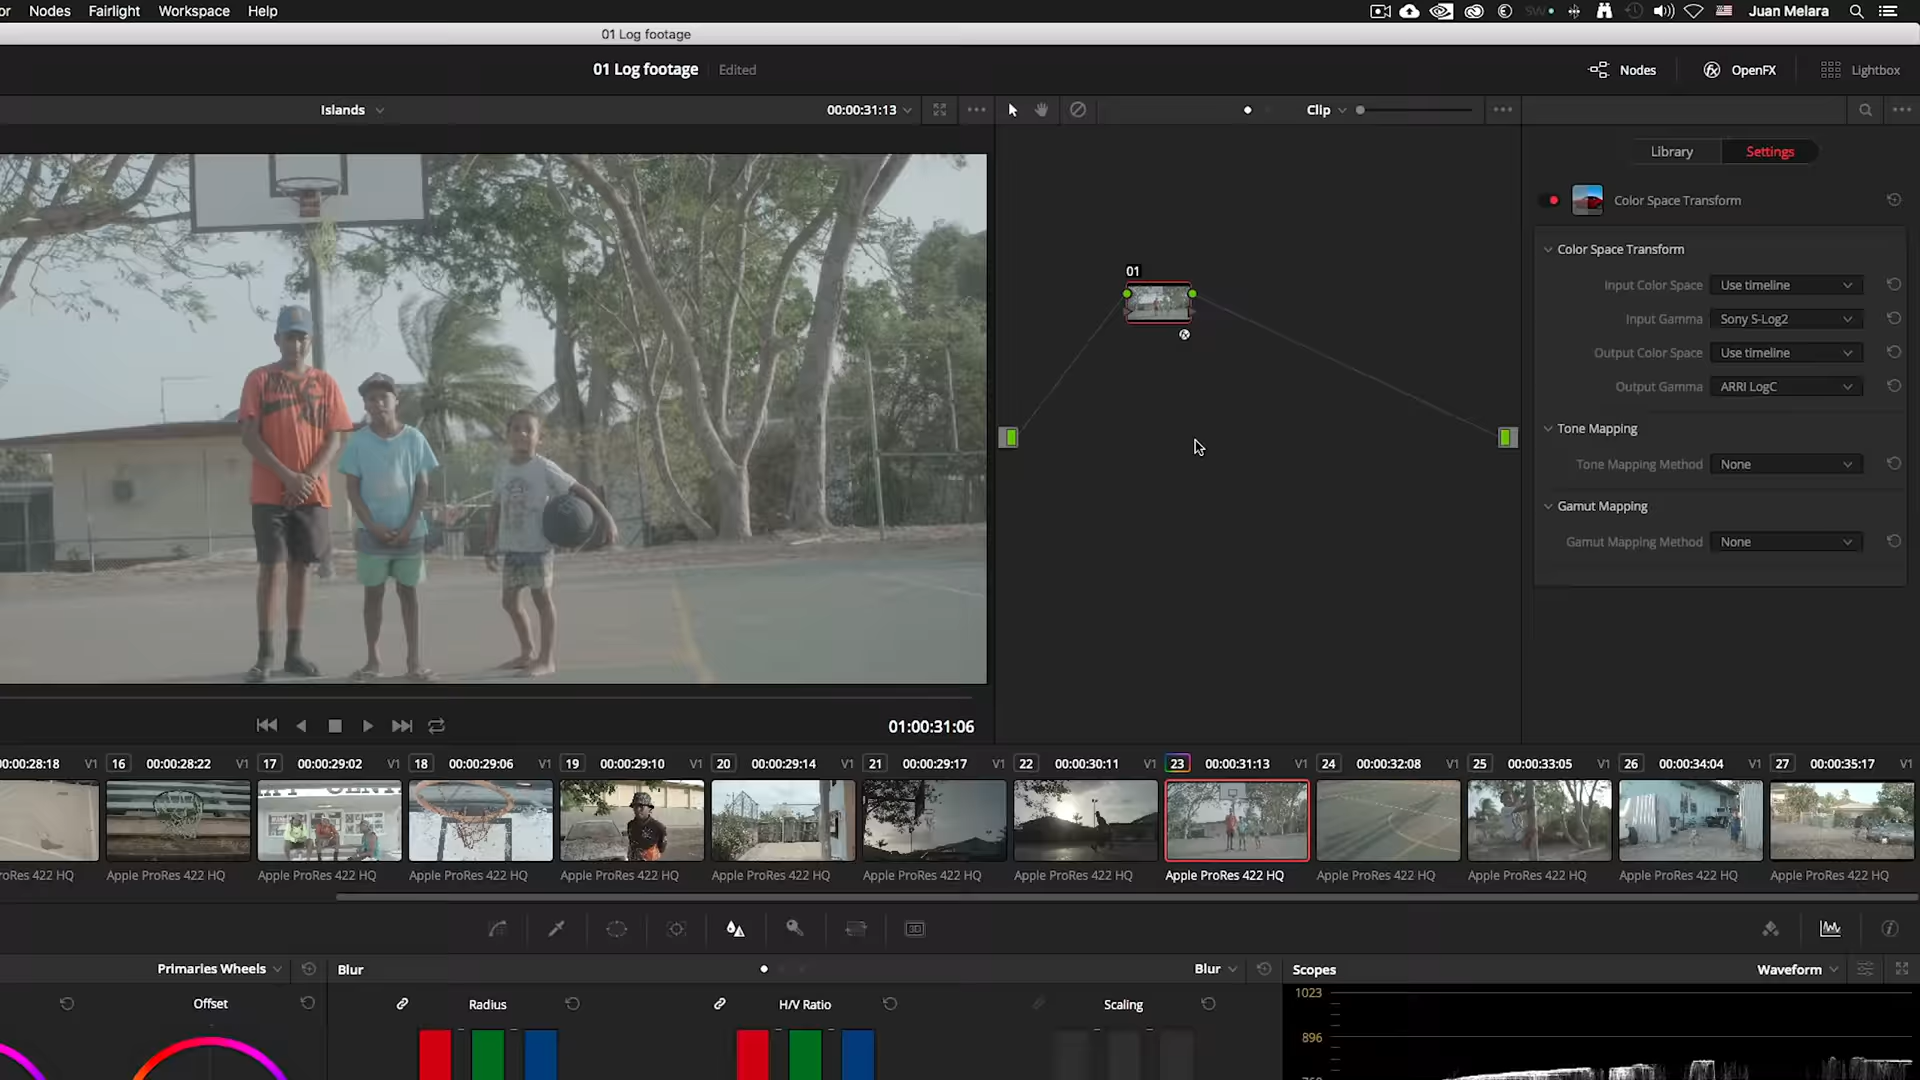 or Nodes Fairlight Workspace Help Juan Melara
01 Log footage
01 Log footage Edited Nodes OpenFX Lightbox
Islands 00:00:31:13 Clip
Library Settings
Color Space Transform
Color Space Transform
Input Color Space Use timeline
Input Gamma Sony S-Log2
Output Color Space Use timeline
Output Gamma ARRI LogC
Tone Mapping
Tone Mapping Method None
Gamut Mapping
Gamut Mapping Method None
01
01:00:31:06
00:00:28:18 V1 16 00:00:28:22 V1 17 00:00:29:02 V1 18 00:00:29:06 V1 19 00:00:29:10 V1 20 00:00:29:14 V1 21 00:00:29:17 V1 22 00:00:30:11 V1 23 00:00:31:13 V1 24 00:00:32:08 V1 25 00:00:33:05 V1 26 00:00:34:04 V1 27 00:00:35:17 V1
oRes 422 HQ Apple ProRes 422 HQ Apple ProRes 422 HQ Apple ProRes 422 HQ Apple ProRes 422 HQ Apple ProRes 422 HQ Apple ProRes 422 HQ Apple ProRes 422 HQ Apple ProRes 422 HQ Apple ProRes 422 HQ Apple ProRes 422 HQ Apple ProRes 422 HQ Apple ProRes 422 HQ
3D
Primaries Wheels Blur Blur Scopes Waveform
Offset Radius H/V Ratio Scaling
1023
896